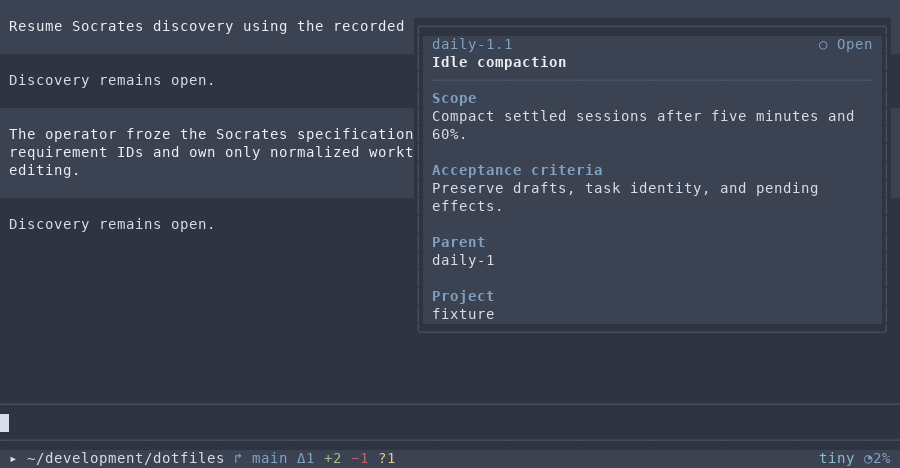 Resume Socrates discovery using the recorded
Discovery remains open.
The operator froze the Socrates specification
requirement IDs and own only normalized workt
editing.
Discovery remains open.
daily-1.1 ○ Open
Idle compaction
Scope
Compact settled sessions after five minutes and
60%.
Acceptance criteria
Preserve drafts, task identity, and pending
effects.
Parent
daily-1
Project
fixture
▸ ~/development/dotfiles ↱ main Δ1 +2 −1 ?1 tiny ◔2%